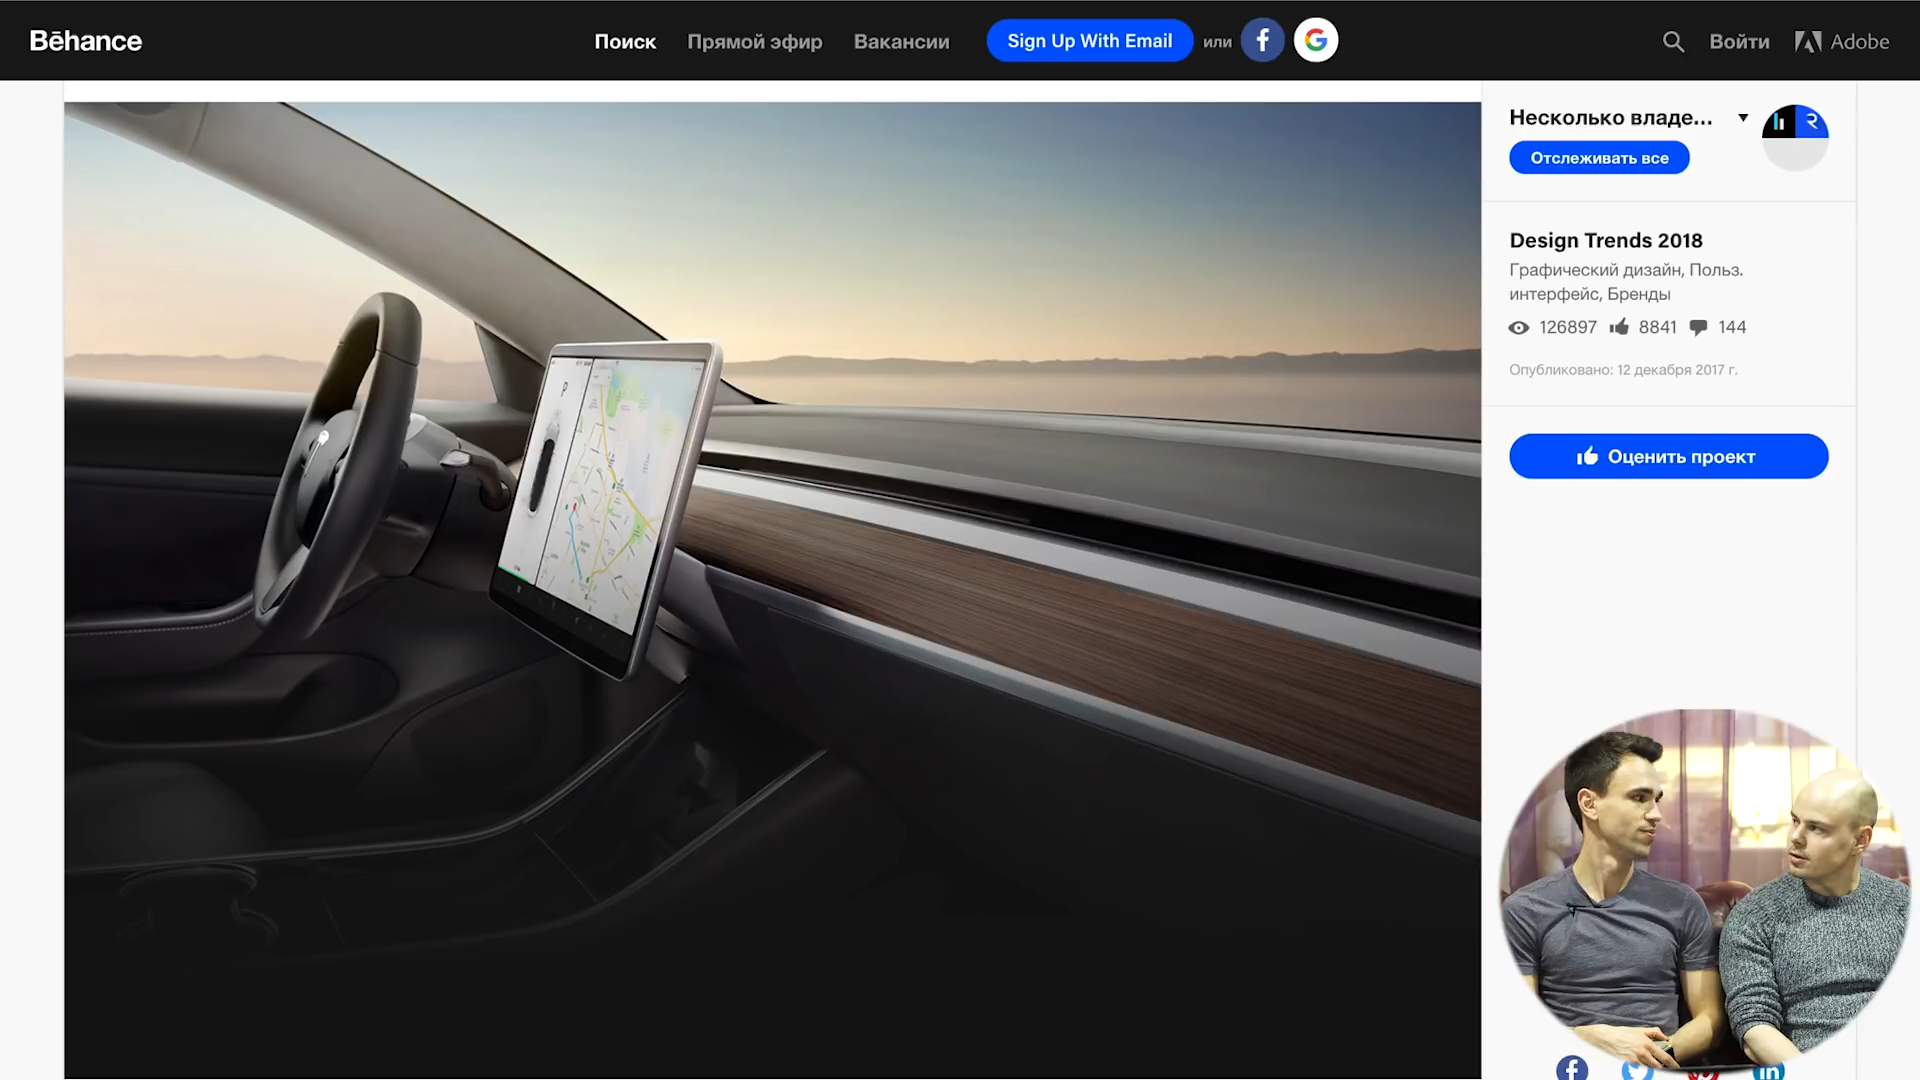 Bēhance
Поиск
Прямой эфир
Вакансии
Sign Up With Email
или
Войти
Adobe
Несколько владе...
Отслеживать все
Design Trends 2018
Графический дизайн, Польз.
интерфейс, Бренды
126897 8841 144
Опубликовано: 12 декабря 2017 г.
Оценить проект
P